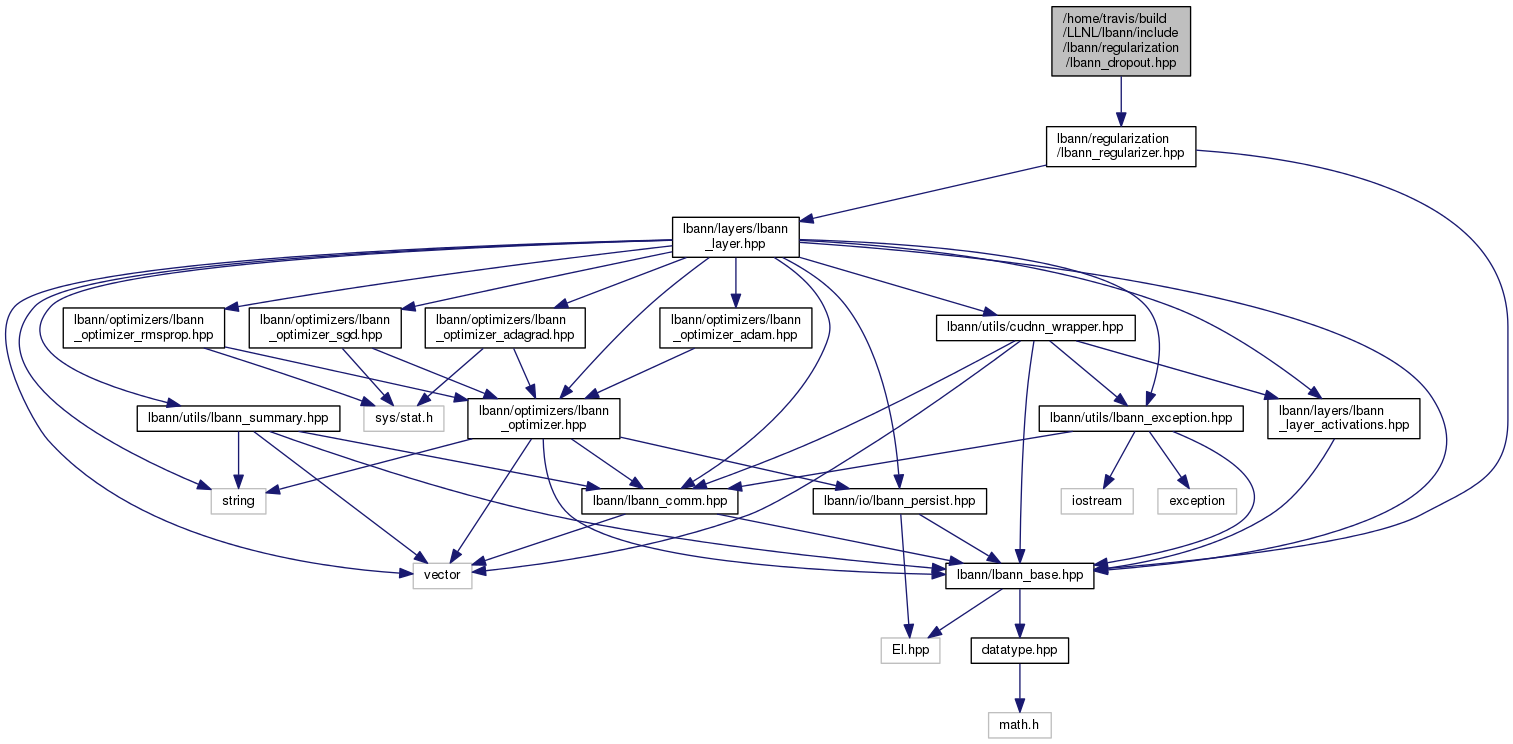 /home/travis/build
/LLNL/lbann/include
/lbann/regularization
/lbann_dropout.hpp
lbann/regularization
/lbann_regularizer.hpp
lbann/layers/lbann
_layer.hpp
lbann/optimizers/lbann
_optimizer_rmsprop.hpp
lbann/optimizers/lbann
_optimizer_sgd.hpp
lbann/optimizers/lbann
_optimizer_adagrad.hpp
lbann/optimizers/lbann
_optimizer_adam.hpp
lbann/utils/cudnn_wrapper.hpp
lbann/utils/lbann_summary.hpp
sys/stat.h
lbann/optimizers/lbann
_optimizer.hpp
lbann/utils/lbann_exception.hpp
lbann/layers/lbann
_layer_activations.hpp
string
lbann/lbann_comm.hpp
lbann/io/lbann_persist.hpp
iostream
exception
vector
lbann/lbann_base.hpp
El.hpp
datatype.hpp
math.h